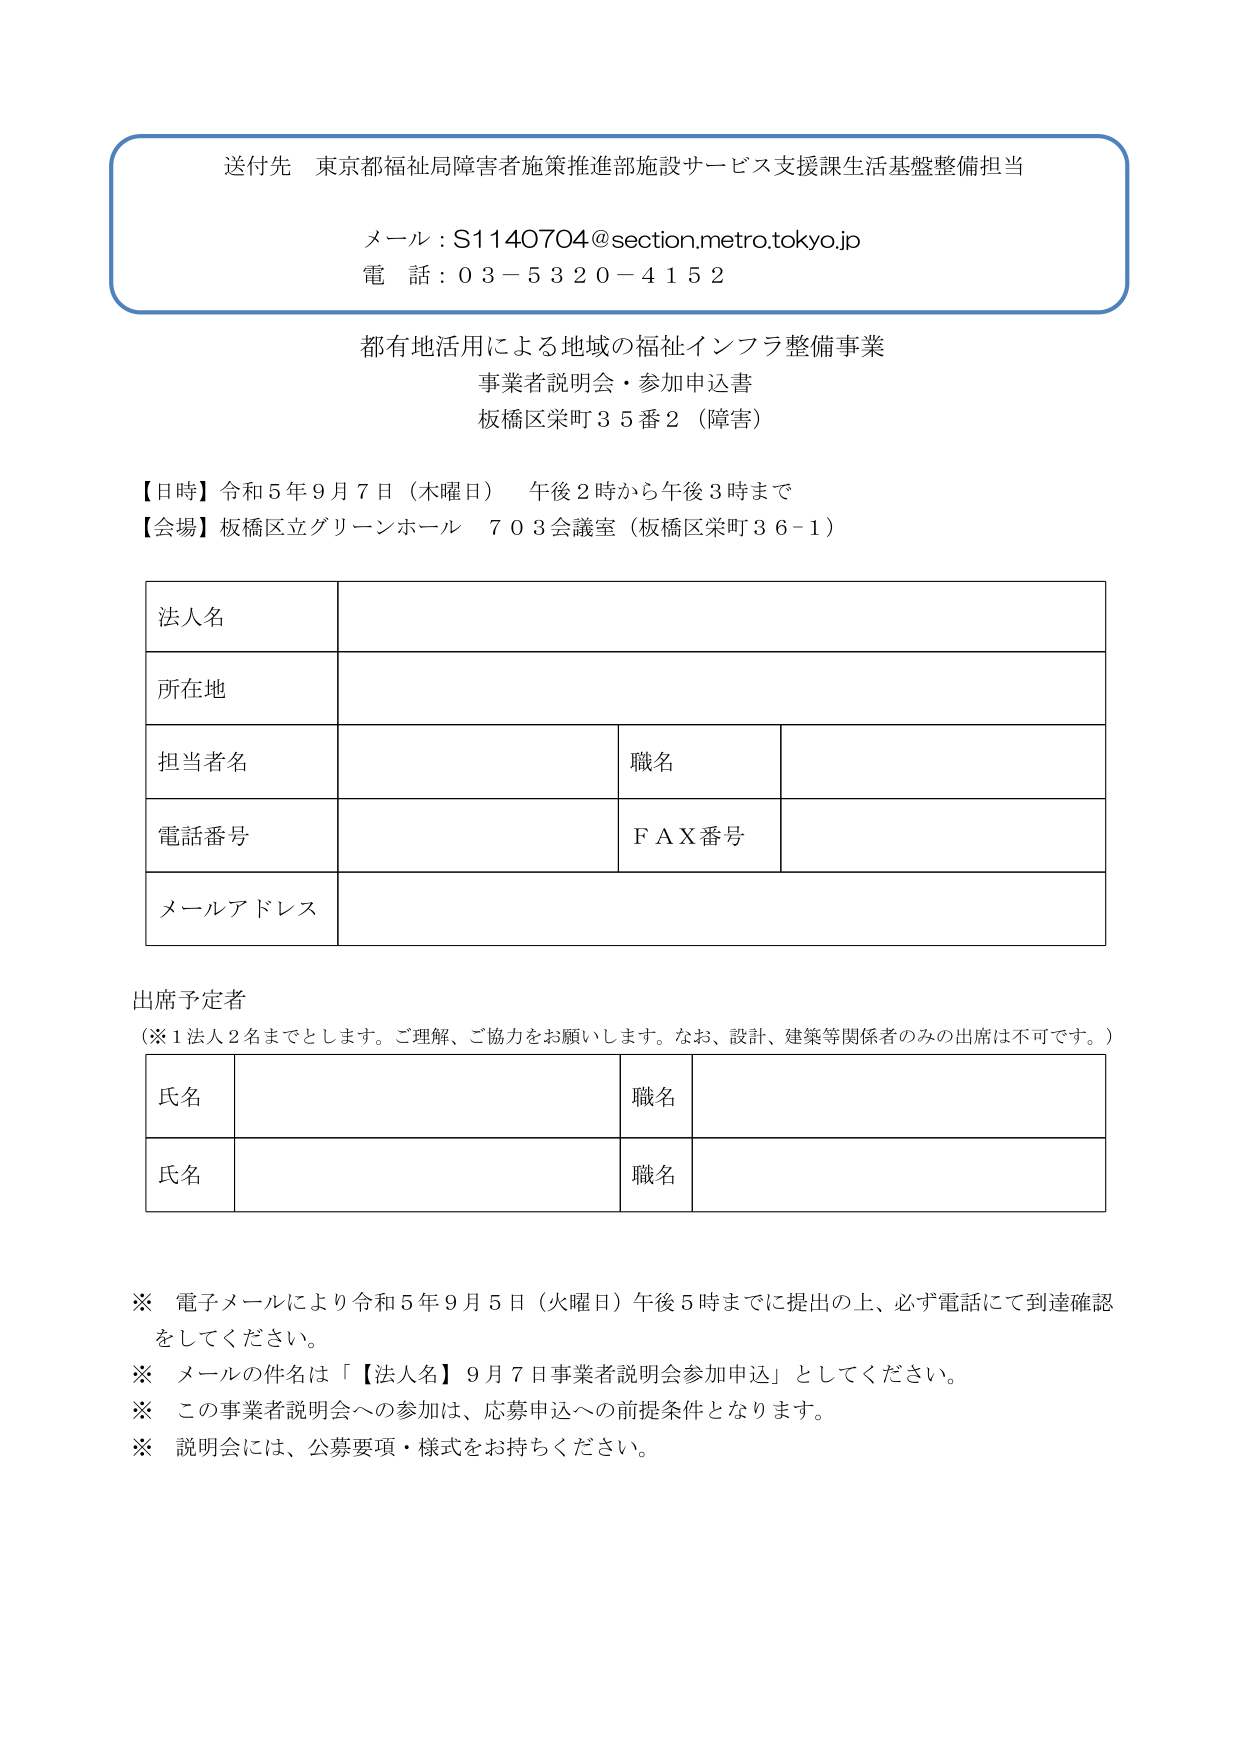 送付先　東京都福祉局障害者施策推進部施設サービス支援課生活基盤整備担当
メール：S1140704@section.metro.tokyo.jp
電　話：０３－５３２０－４１５２
都有地活用による地域の福祉インフラ整備事業
事業者説明会・参加申込書
板橋区栄町３５番２（障害）
【日時】令和５年９月７日（木曜日）　午後２時から午後３時まで
【会場】板橋区立グリーンホール　７０３会議室（板橋区栄町３６-１）
法人名
所在地
担当者名　職名
電話番号　ＦＡＸ番号
メールアドレス
出席予定者
（※１法人２名までとします。ご理解、ご協力をお願いします。なお、設計、建築等関係者のみの出席は不可です。）
氏名　職名
氏名　職名
※　電子メールにより令和５年９月５日（火曜日）午後５時までに提出の上、必ず電話にて到達確認
をしてください。
※　メールの件名は「【法人名】９月７日事業者説明会参加申込」としてください。
※　この事業者説明会への参加は、応募申込への前提条件となります。
※　説明会には、公募要項・様式をお持ちください。